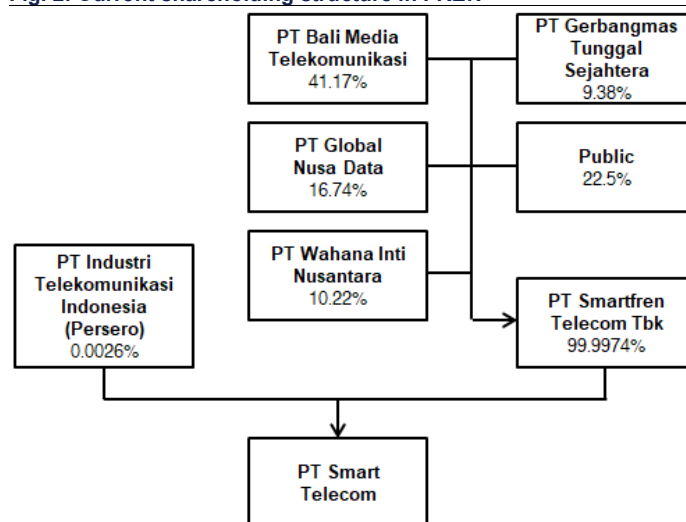 PT Bali Media
Telekomunikasi
41.17%
PT Gerbangmas
Tunggal
Sejahtera
9.38%
PT Global
Nusa Data
16.74%
Public
22.5%
PT Wahana Inti
Nusantara
10.22%
PT Industri
Telekomunikasi
Indonesia
(Persero)
0.0026%
PT Smartfren
Telecom Tbk
99.9974%
PT Smart
Telecom